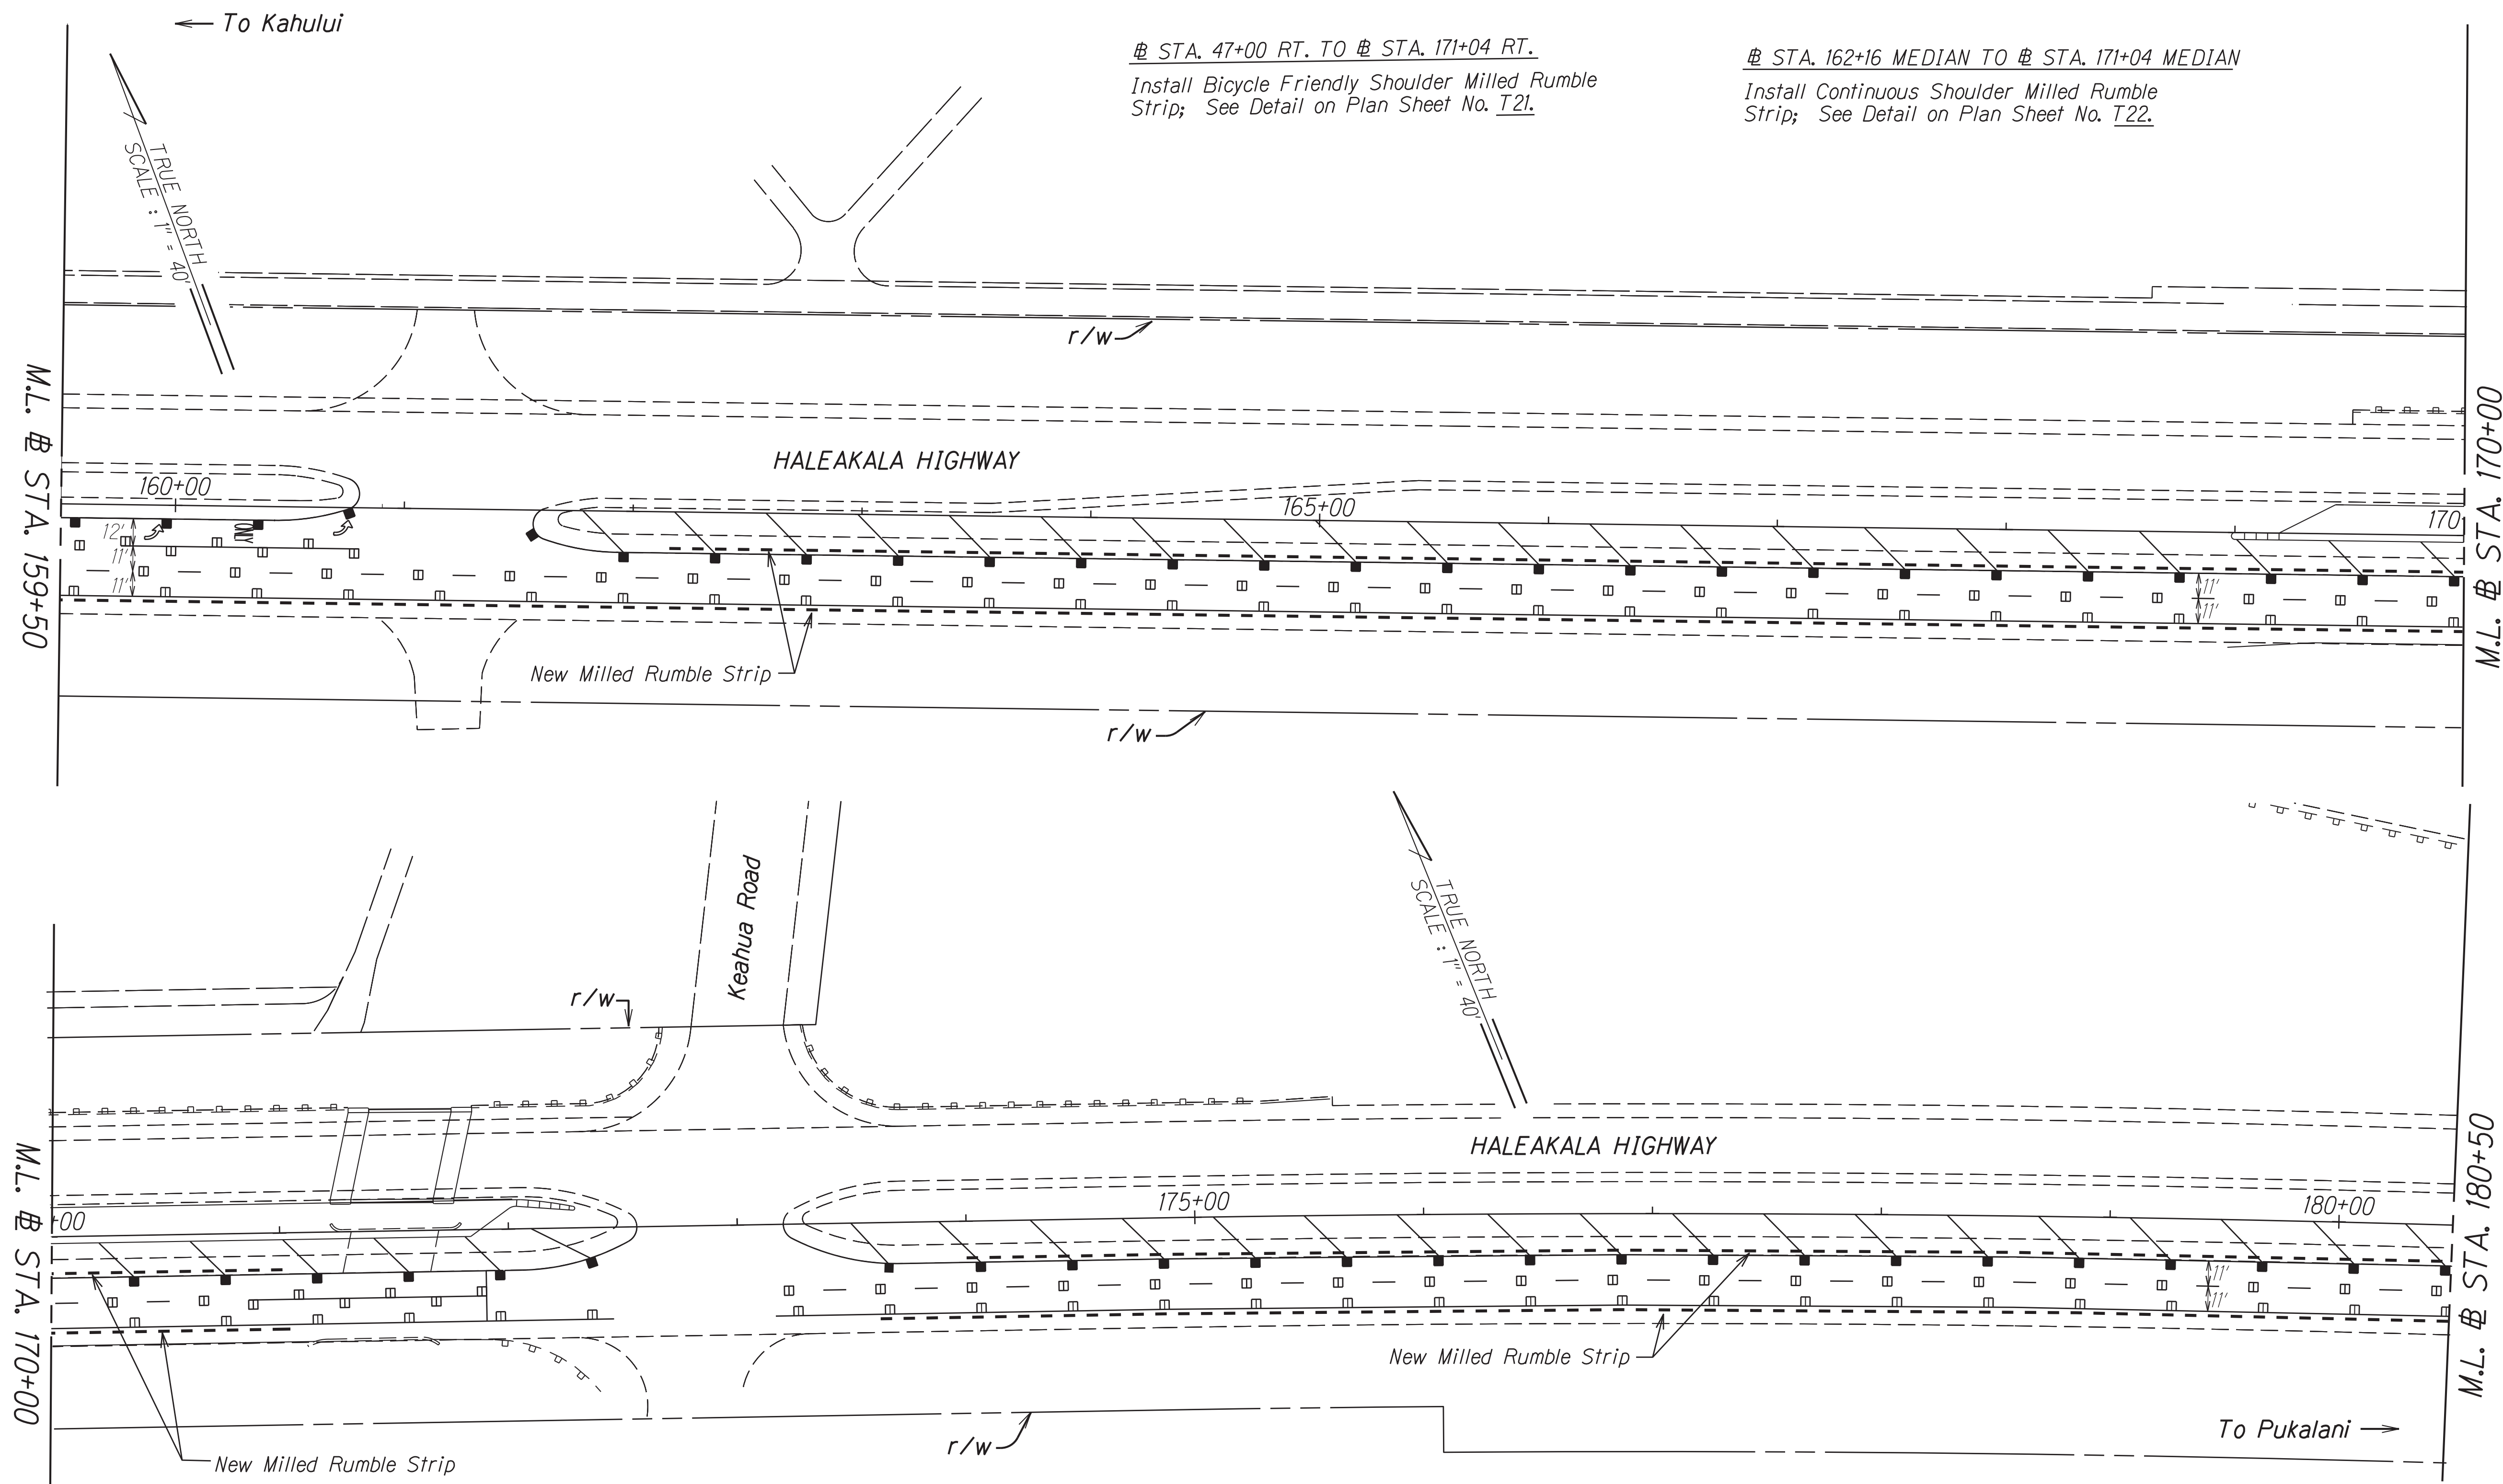 To Kahului
℄ STA. 47+00 RT. TO ℄ STA. 171+04 RT.
Install Bicycle Friendly Shoulder Milled Rumble
Strip; See Detail on Plan Sheet No. T21.
℄ STA. 162+16 MEDIAN TO ℄ STA. 171+04 MEDIAN
Install Continuous Shoulder Milled Rumble
Strip; See Detail on Plan Sheet No. T22.
TRUE NORTH
SCALE : 1" = 40'
r/w
M.L. ℄ STA. 159+50
M.L. ℄ STA. 170+00
HALEAKALA HIGHWAY
160+00
165+00
170
12'
11'
11'
11'
11'
New Milled Rumble Strip
r/w
Keahua Road
r/w
TRUE NORTH
SCALE : 1" = 40'
HALEAKALA HIGHWAY
M.L. ℄ STA. 170+00
M.L. ℄ STA. 180+50
+00
175+00
180+00
11'
11'
New Milled Rumble Strip
r/w
To Pukalani
New Milled Rumble Strip